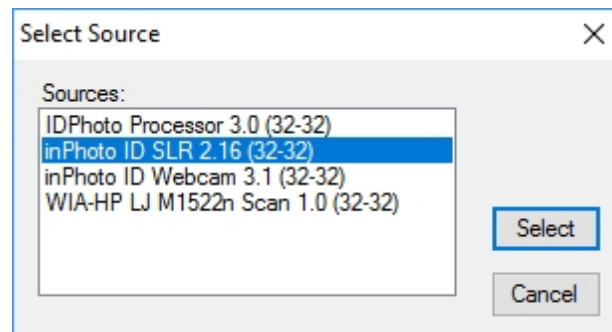 Select Source
Sources:
IDPhoto Processor 3.0 (32-32)
inPhoto ID SLR 2.16 (32-32)
inPhoto ID Webcam 3.1 (32-32)
WIA-HP LJ M1522n Scan 1.0 (32-32)
Select
Cancel